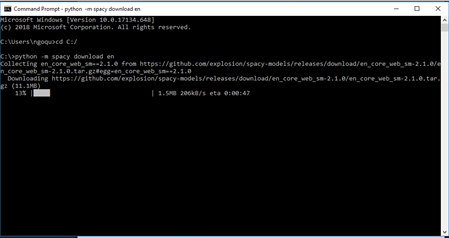 Command Prompt - python -m spacy download en
Microsoft Windows [Version 10.0.17134.648]
(c) 2018 Microsoft Corporation. All rights reserved.
C:\Users\ngoqu>cd C:/
C:\>python -m spacy download en
Collecting en_core_web_sm==2.1.0 from https://github.com/explosion/spacy-models/releases/download/en_core_web_sm-2.1.0/e
n_core_web_sm-2.1.0.tar.gz#egg=en_core_web_sm==2.1.0
Downloading https://github.com/explosion/spacy-models/releases/download/en_core_web_sm-2.1.0/en_core_web_sm-2.1.0.tar.
gz (11.1MB)
13% |████ | 1.5MB 206kB/s eta 0:00:47